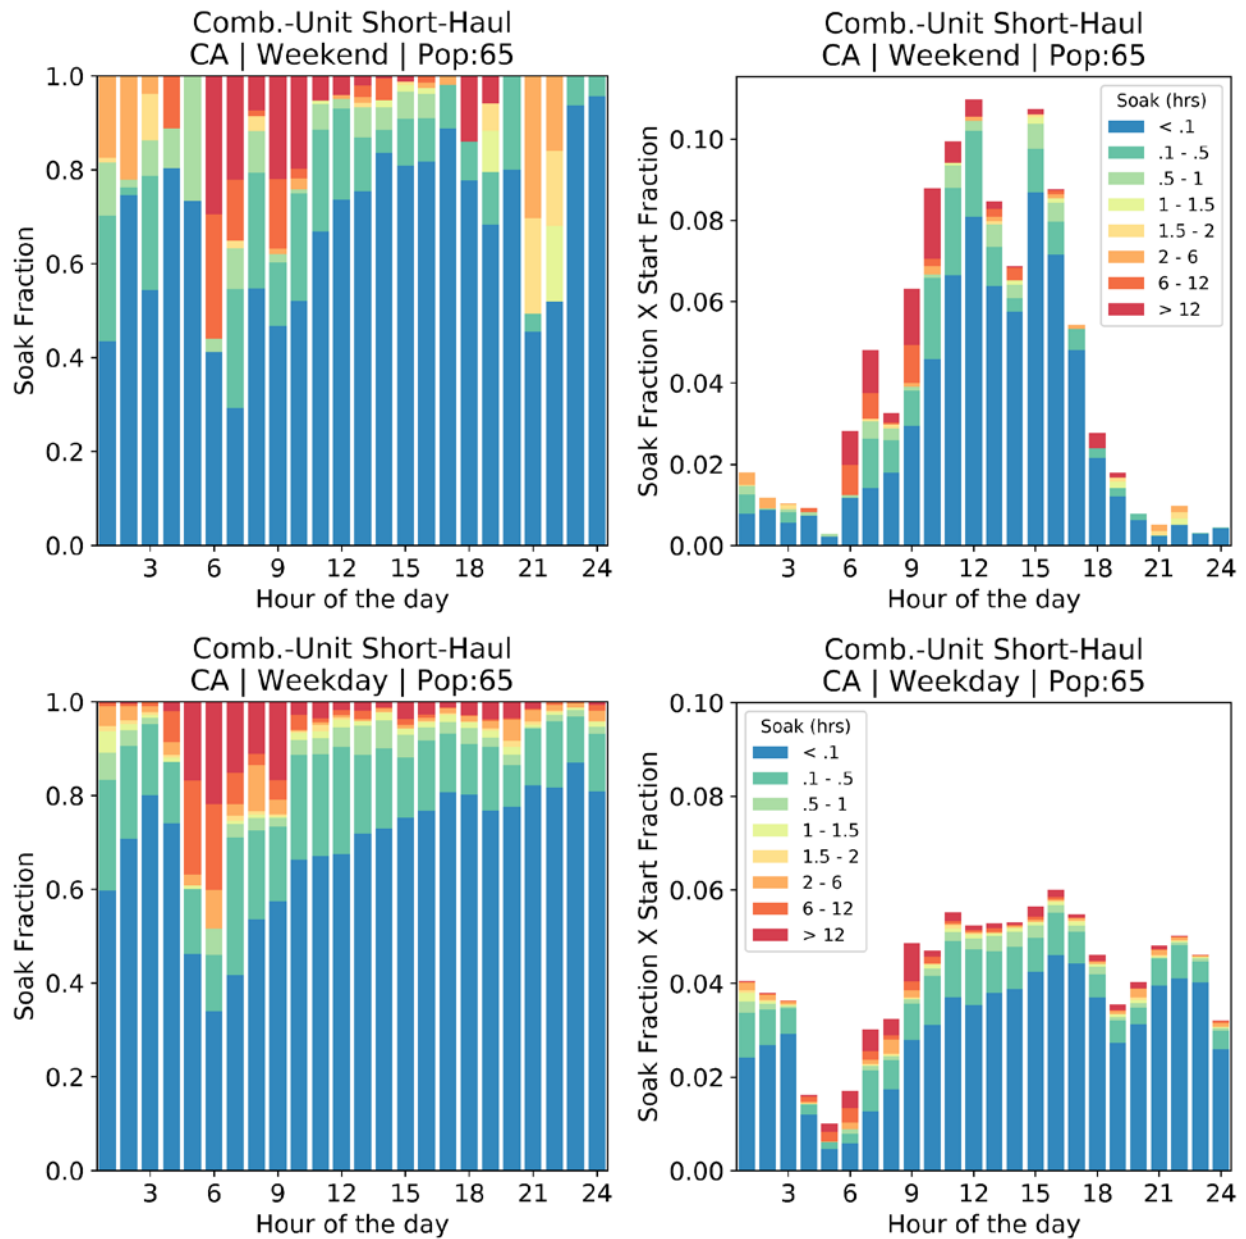 Comb.-Unit Short-Haul
CA | Weekend | Pop:65
1.0
0.8
0.6
0.4
0.2
0.0
Soak Fraction
3 6 9 12 15 18 21 24
Hour of the day
Comb.-Unit Short-Haul
CA | Weekend | Pop:65
0.10
0.08
0.06
0.04
0.02
0.00
Soak Fraction X Start Fraction
Soak (hrs)
< .1
.1 - .5
.5 - 1
1 - 1.5
1.5 - 2
2 - 6
6 - 12
> 12
3 6 9 12 15 18 21 24
Hour of the day
Comb.-Unit Short-Haul
CA | Weekday | Pop:65
1.0
0.8
0.6
0.4
0.2
0.0
Soak Fraction
3 6 9 12 15 18 21 24
Hour of the day
Comb.-Unit Short-Haul
CA | Weekday | Pop:65
0.10
0.08
0.06
0.04
0.02
0.00
Soak Fraction X Start Fraction
Soak (hrs)
< .1
.1 - .5
.5 - 1
1 - 1.5
1.5 - 2
2 - 6
6 - 12
> 12
3 6 9 12 15 18 21 24
Hour of the day